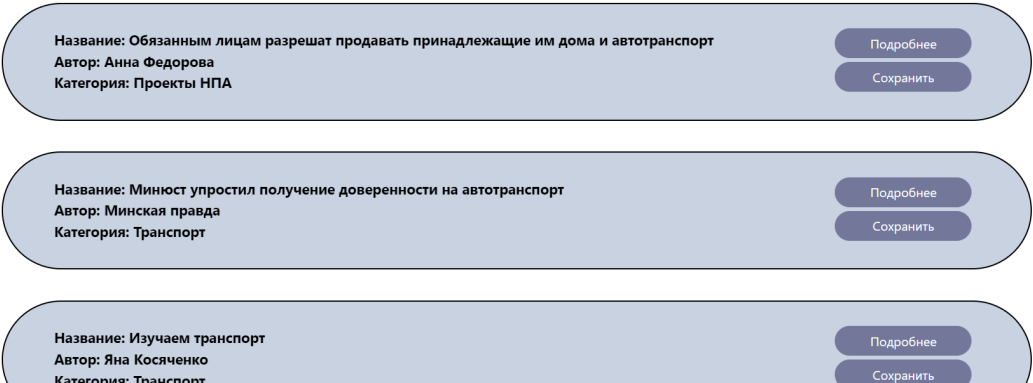 Название: Обязанным лицам разрешат продавать принадлежащие им дома и автотранспорт
Автор: Анна Федорова
Категория: Проекты НПА
Подробнее
Сохранить
Название: Минюст упростил получение доверенности на автотранспорт
Автор: Минская правда
Категория: Транспорт
Подробнее
Сохранить
Название: Изучаем транспорт
Автор: Яна Косяченко
Категория: Транспорт
Подробнее
Сохранить